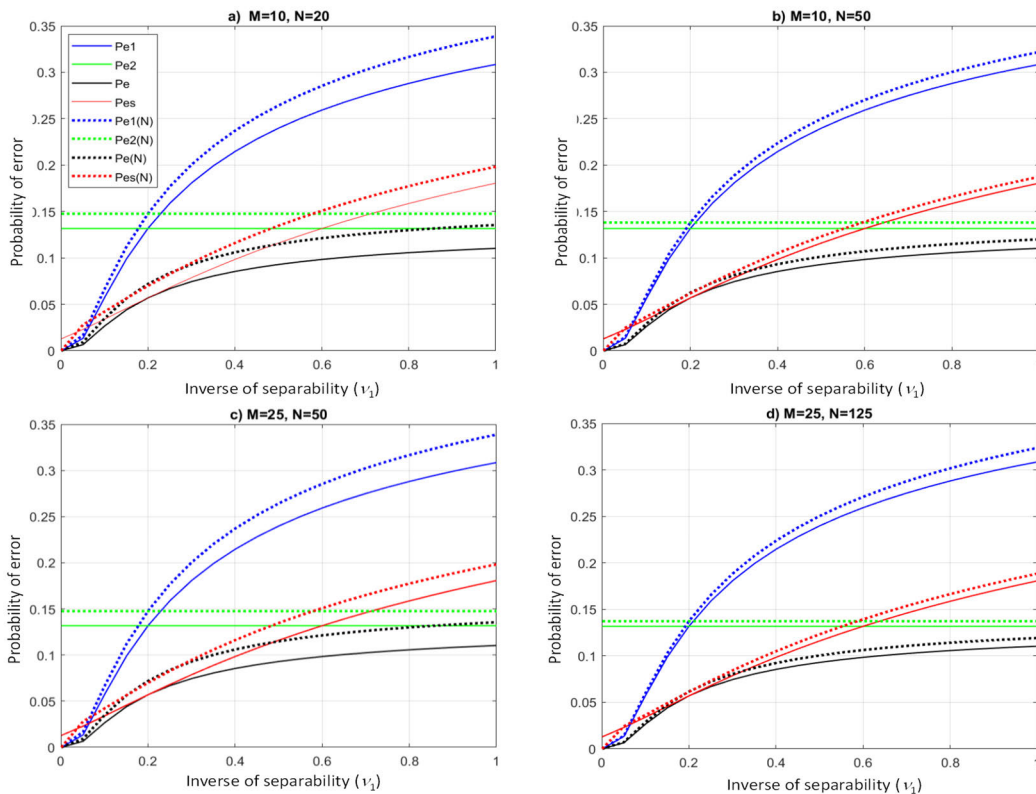 a) M=10, N=20
0.35
0.3
0.25
0.2
0.15
0.1
0.05
0
Probability of error
Pe1
Pe2
Pe
Pes
Pe1(N)
Pe2(N)
Pe(N)
Pes(N)
0 0.2 0.4 0.6 0.8 1
Inverse of separability (ν1)
b) M=10, N=50
0.35
0.3
0.25
0.2
0.15
0.1
0.05
0
Probability of error
0 0.2 0.4 0.6 0.8 1
Inverse of separability (ν1)
c) M=25, N=50
0.35
0.3
0.25
0.2
0.15
0.1
0.05
0
Probability of error
0 0.2 0.4 0.6 0.8 1
Inverse of separability (ν1)
d) M=25, N=125
0.35
0.3
0.25
0.2
0.15
0.1
0.05
0
Probability of error
0 0.2 0.4 0.6 0.8 1
Inverse of separability (ν1)